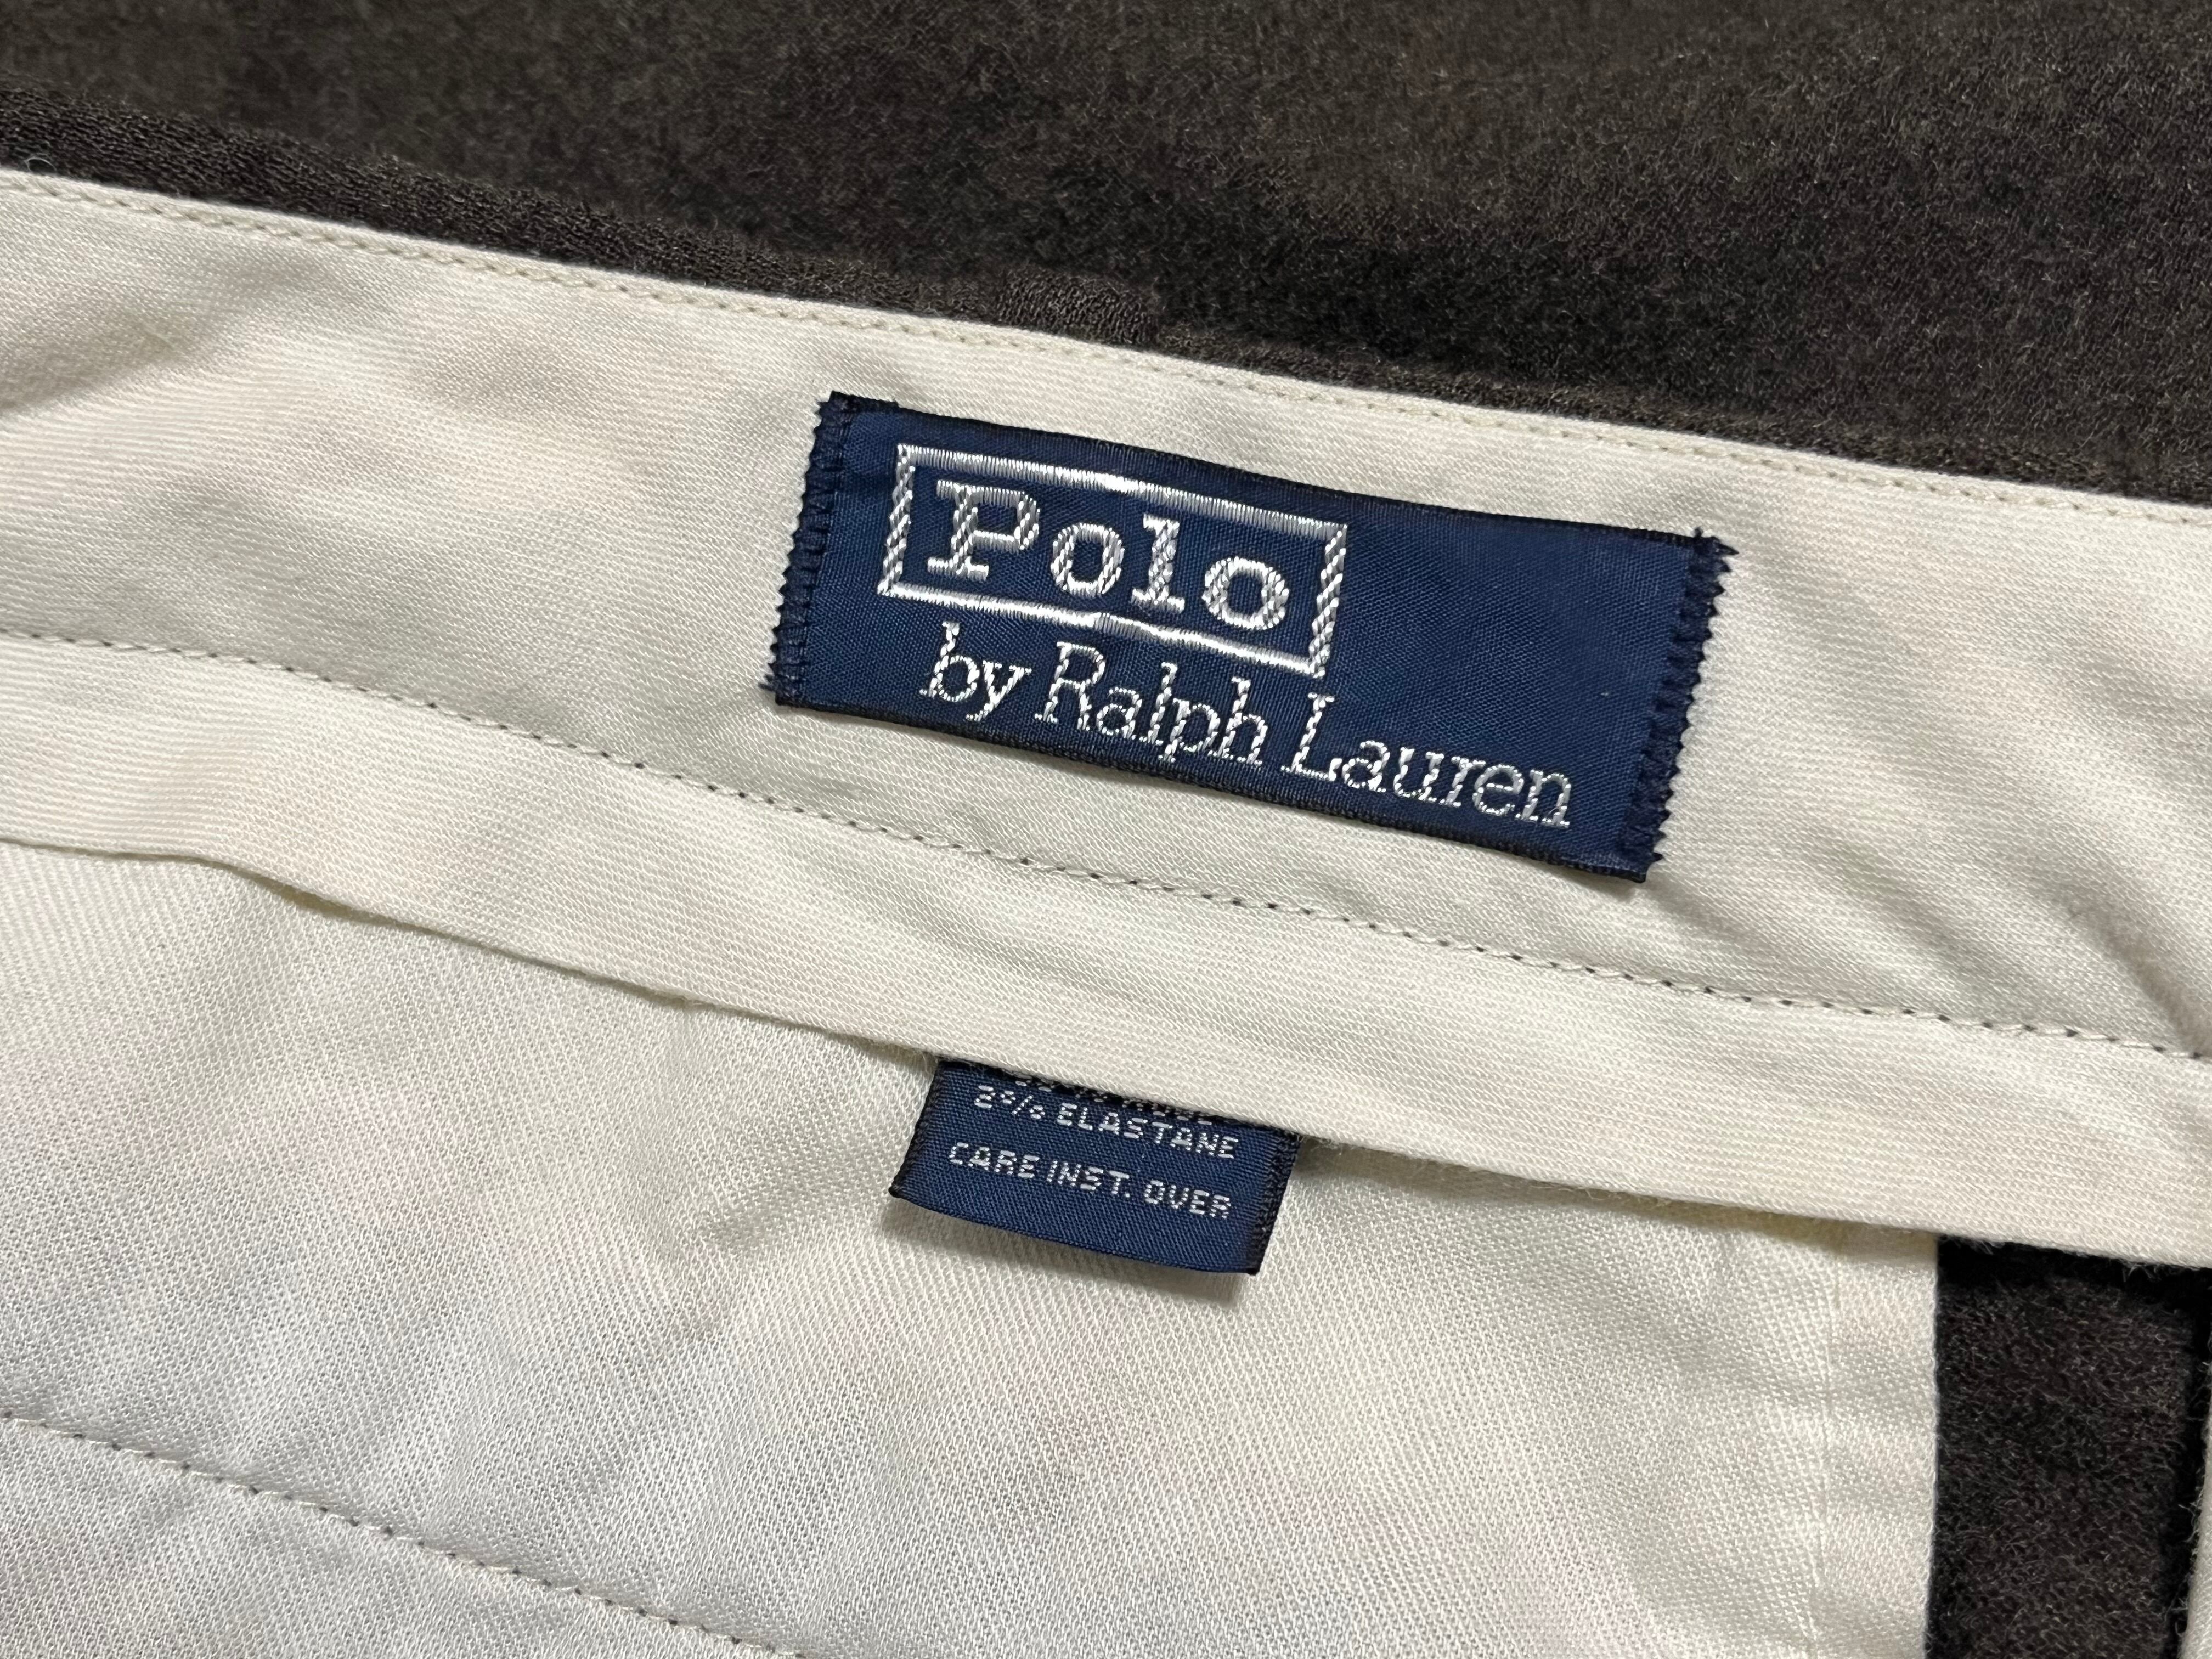 Polo
by Ralph Lauren
2% ELASTANE
CARE INST. OVER